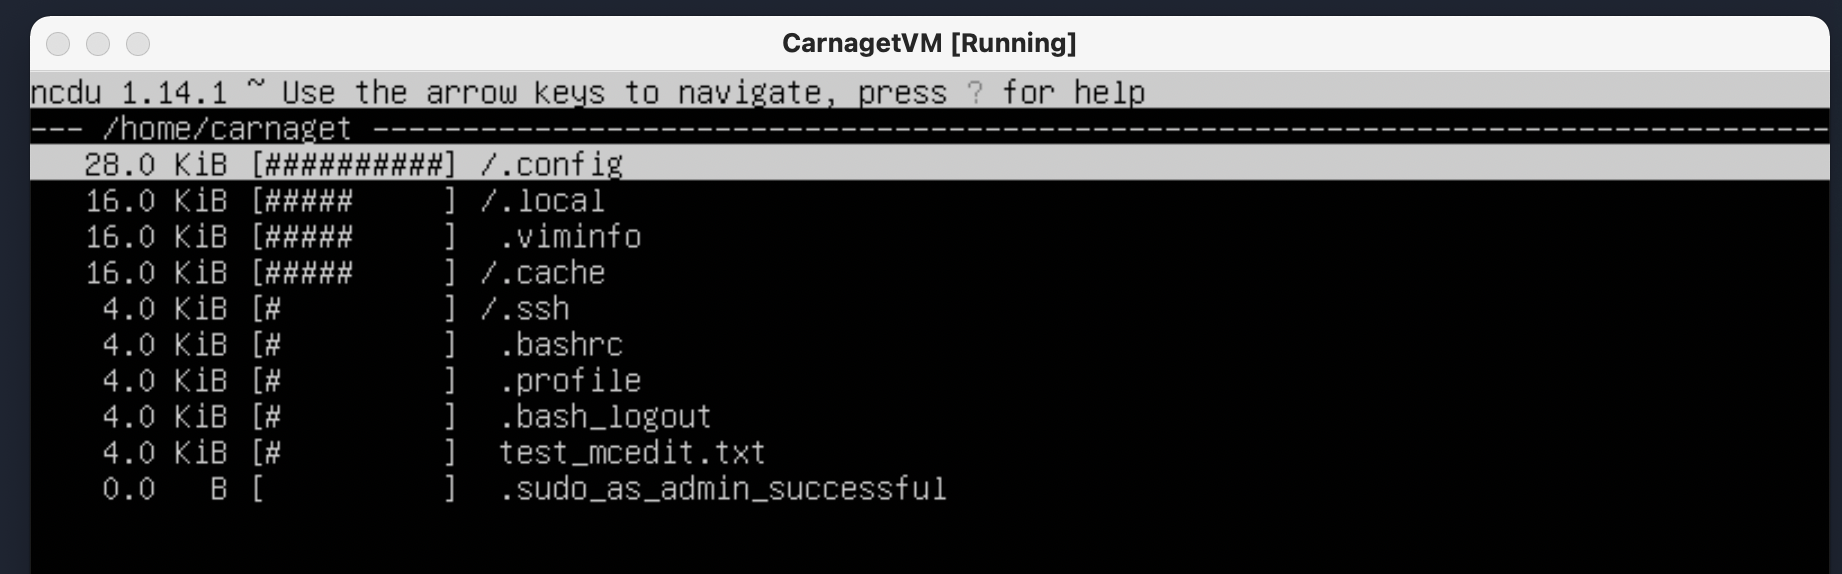 CarnagetVM [Running]
ncdu 1.14.1 ~ Use the arrow keys to navigate, press ? for help
--- /home/carnaget ---------------------------------------------------------------------------------
   28.0 KiB [##########] /.config
   16.0 KiB [#####     ] /.local
   16.0 KiB [#####     ]  .viminfo
   16.0 KiB [#####     ] /.cache
    4.0 KiB [#         ] /.ssh
    4.0 KiB [#         ]  .bashrc
    4.0 KiB [#         ]  .profile
    4.0 KiB [#         ]  .bash_logout
    4.0 KiB [#         ]  test_mcedit.txt
    0.0   B [          ]  .sudo_as_admin_successful